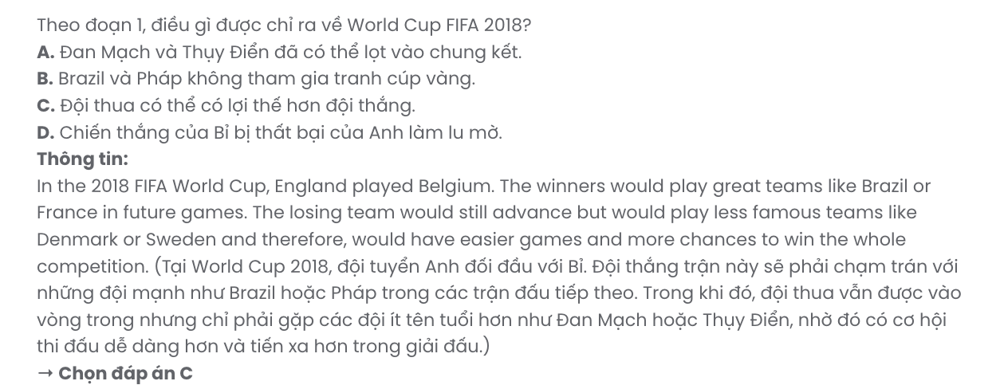 Theo đoạn 1, điều gì được chỉ ra về World Cup FIFA 2018?
A. Đan Mạch và Thụy Điển đã có thể lọt vào chung kết.
B. Brazil và Pháp không tham gia tranh cúp vàng.
C. Đội thua có thể có lợi thế hơn đội thắng.
D. Chiến thắng của Bỉ bị thất bại của Anh làm lu mờ.
Thông tin:
In the 2018 FIFA World Cup, England played Belgium. The winners would play great teams like Brazil or
France in future games. The losing team would still advance but would play less famous teams like
Denmark or Sweden and therefore, would have easier games and more chances to win the whole
competition. (Tại World Cup 2018, đội tuyển Anh đối đầu với Bỉ. Đội thắng trận này sẽ phải chạm trán với
những đội mạnh như Brazil hoặc Pháp trong các trận đấu tiếp theo. Trong khi đó, đội thua vẫn được vào
vòng trong nhưng chỉ phải gặp các đội ít tên tuổi hơn như Đan Mạch hoặc Thụy Điển, nhờ đó có cơ hội
thi đấu dễ dàng hơn và tiến xa hơn trong giải đấu.)
→ Chọn đáp án C